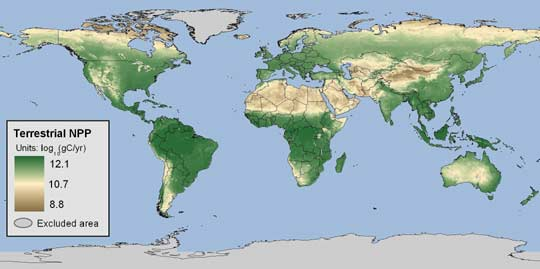 Terrestrial NPP
Units: log10(gC/yr)
12.1
10.7
8.8
Excluded area